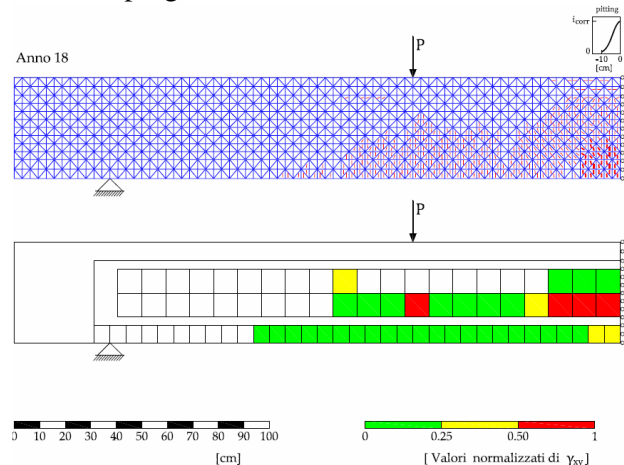 pitting
icorr
0
-10 0
[cm]
Anno 18
P
P
0 10 20 30 40 50 60 70 80 90 100
[cm]
0 0.25 0.50 1
[ Valori normalizzati di γxy ]